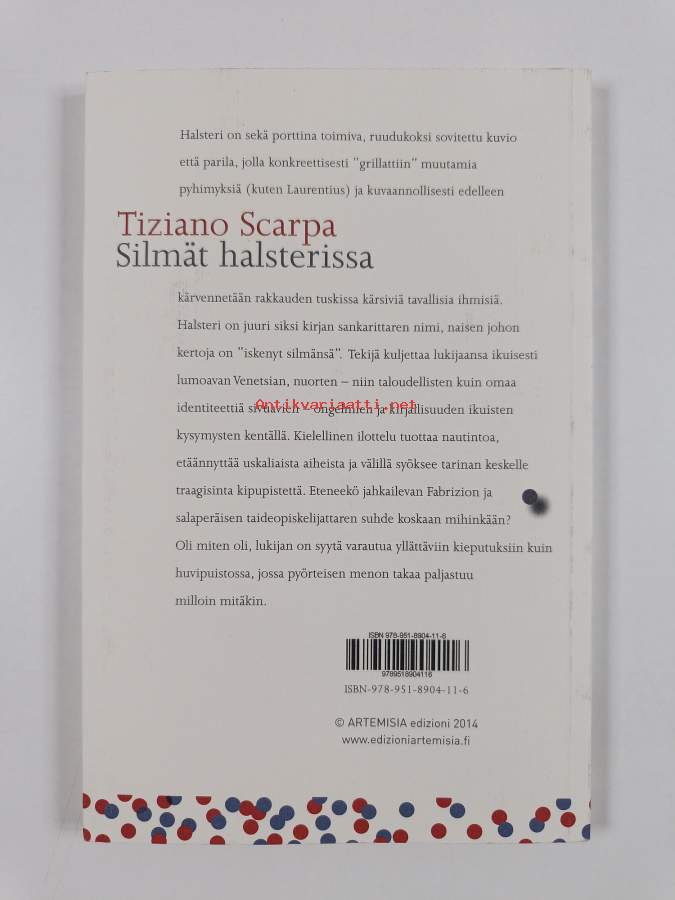 Halsteri on sekä porttina toimiva, ruudukoksi sovitettu kuvio
että parila, jolla konkreettisesti "grillattiin" muutamia
pyhimyksiä (kuten Laurentius) ja kuvaannollisesti edelleen
Tiziano Scarpa
Silmät halsterissa
kärvennetään rakkauden tuskissa kärsiviä tavallisia ihmisiä.
Halsteri on juuri siksi kirjan sankarittaren nimi, naisen johon
kertoja on "iskenyt silmänsä". Tekijä kuljettaa lukijaansa ikuisesti
lumoavan Venetsian, nuorten – niin taloudellisten kuin omaa
Antikvariaatti.net
identiteettiä sivuavien – ongelmien ja kirjallisuuden ikuisten
kysymysten kentällä. Kielellinen ilottelu tuottaa nautintoa,
etäännyttää uskaliaista aiheista ja välillä syöksee tarinan keskelle
traagisinta kipupistettä. Eteneekö jahkailevan Fabrizion ja
salaperäisen taideopiskelijattaren suhde koskaan mihinkään?
Oli miten oli, lukijan on syytä varautua yllättäviin kieputuksiin kuin
huvipuistossa, jossa pyörteisen menon takaa paljastuu
milloin mitäkin.
ISBN 978-951-8904-11-6
9789518904116
ISBN-978-951-8904-11-6
© ARTEMISIA edizioni 2014
www.edizioniartemisia.fi